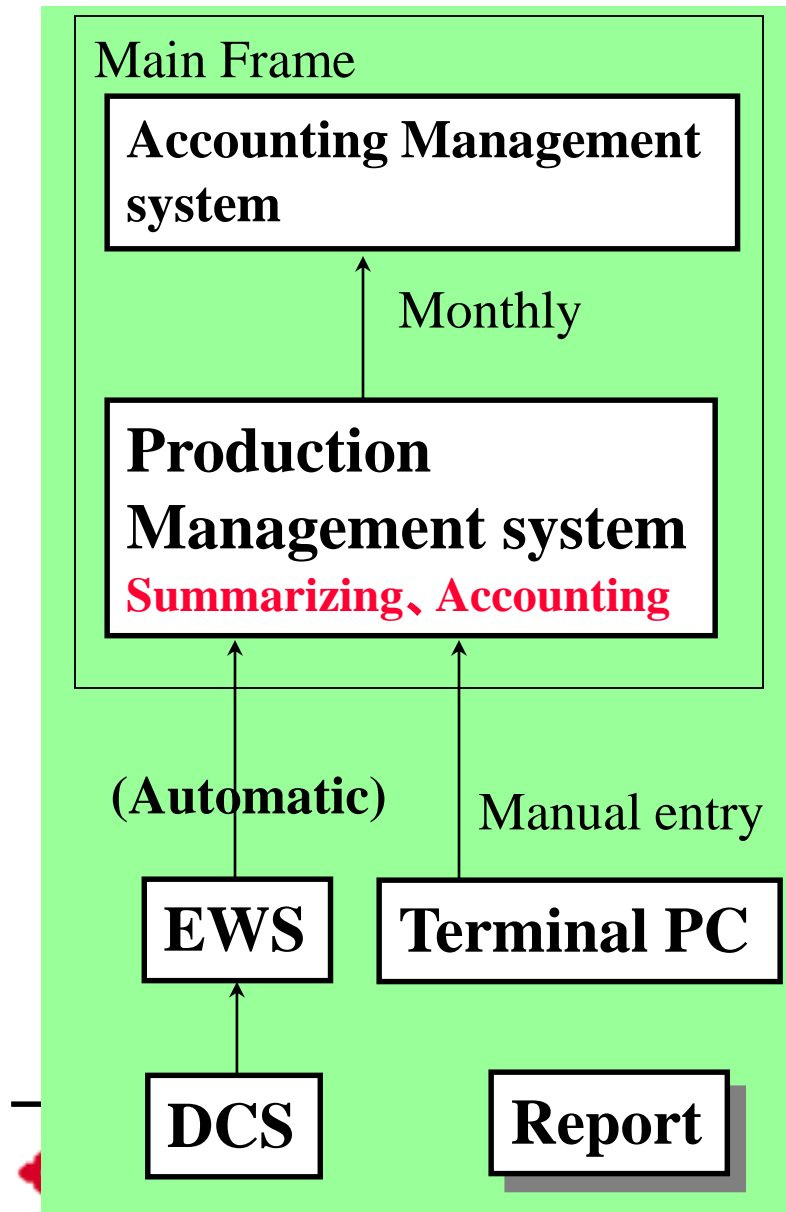 Main Frame
Accounting Management
system
Monthly
Production
Management system
Summarizing、Accounting
(Automatic)
Manual entry
EWS
Terminal PC
DCS
Report